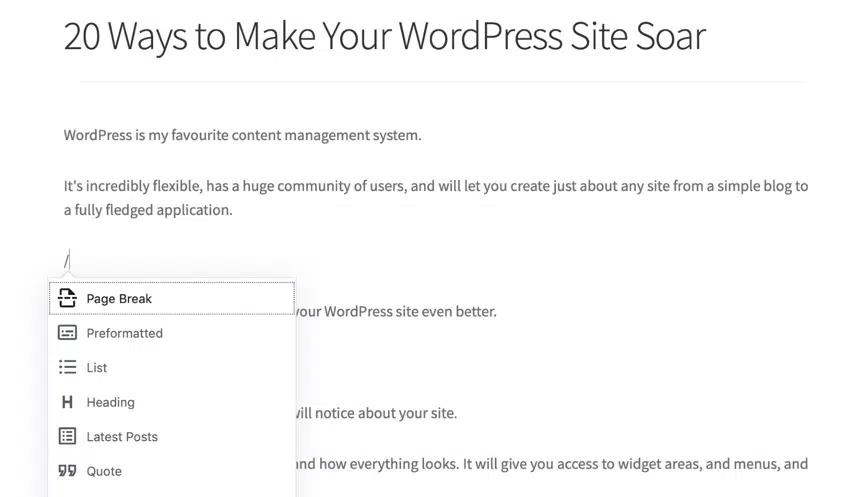 20 Ways to Make Your WordPress Site Soar
WordPress is my favourite content management system.
It's incredibly flexible, has a huge community of users, and will let you create just about any site from a simple blog to
a fully fledged application.
/
Page Break
your WordPress site even better.
Preformatted
List
Heading
will notice about your site.
Latest Posts
and how everything looks. It will give you access to widget areas, and menus, and
Quote